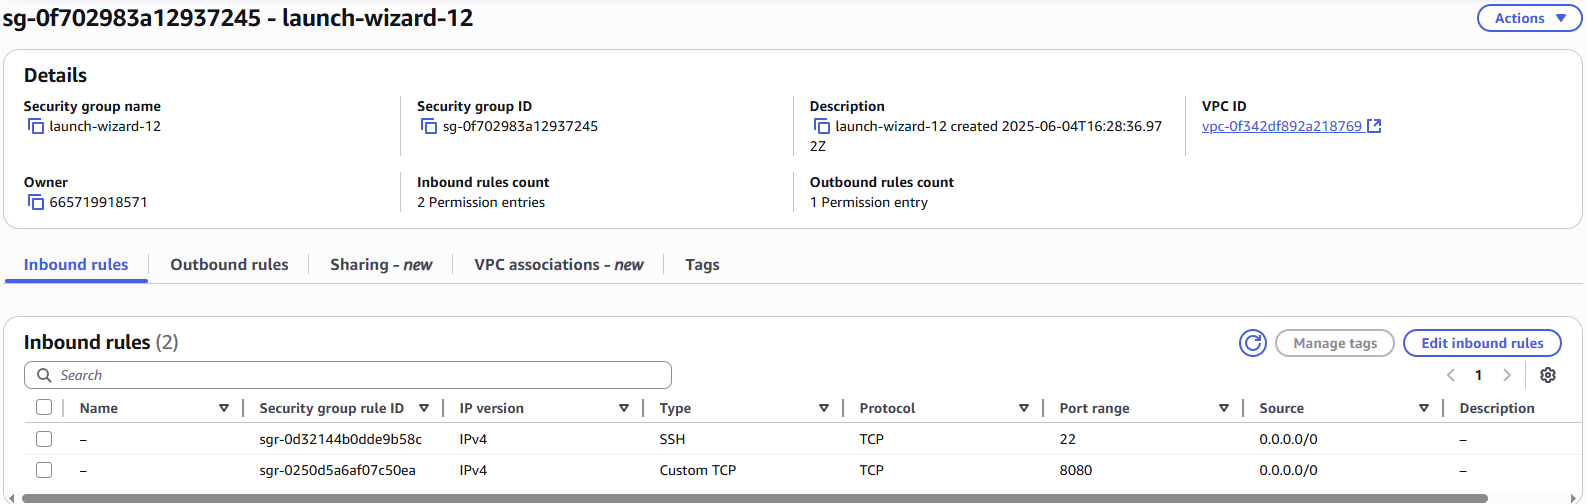 sg-0f702983a12937245 - launch-wizard-12
Actions
Details
Security group name
launch-wizard-12
Security group ID
sg-0f702983a12937245
Description
launch-wizard-12 created 2025-06-04T16:28:36.97
2Z
VPC ID
vpc-0f342df892a218769
Owner
665719918571
Inbound rules count
2 Permission entries
Outbound rules count
1 Permission entry
Inbound rules Outbound rules Sharing - new VPC associations - new Tags
Inbound rules (2)
Manage tags Edit inbound rules
Search
1
Name Security group rule ID IP version Type Protocol Port range Source Description
– sgr-0d32144b0dde9b58c IPv4 SSH TCP 22 0.0.0.0/0 –
– sgr-0250d5a6af07c50ea IPv4 Custom TCP TCP 8080 0.0.0.0/0 –